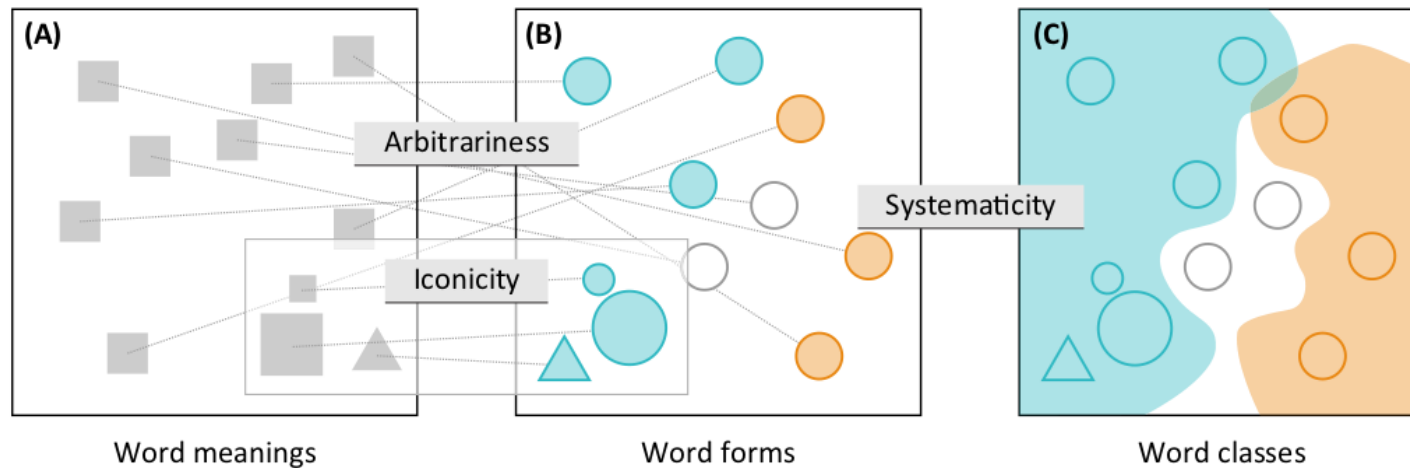 (A)
(B)
(C)
Arbitrariness
Systematicity
Iconicity
Word meanings
Word forms
Word classes